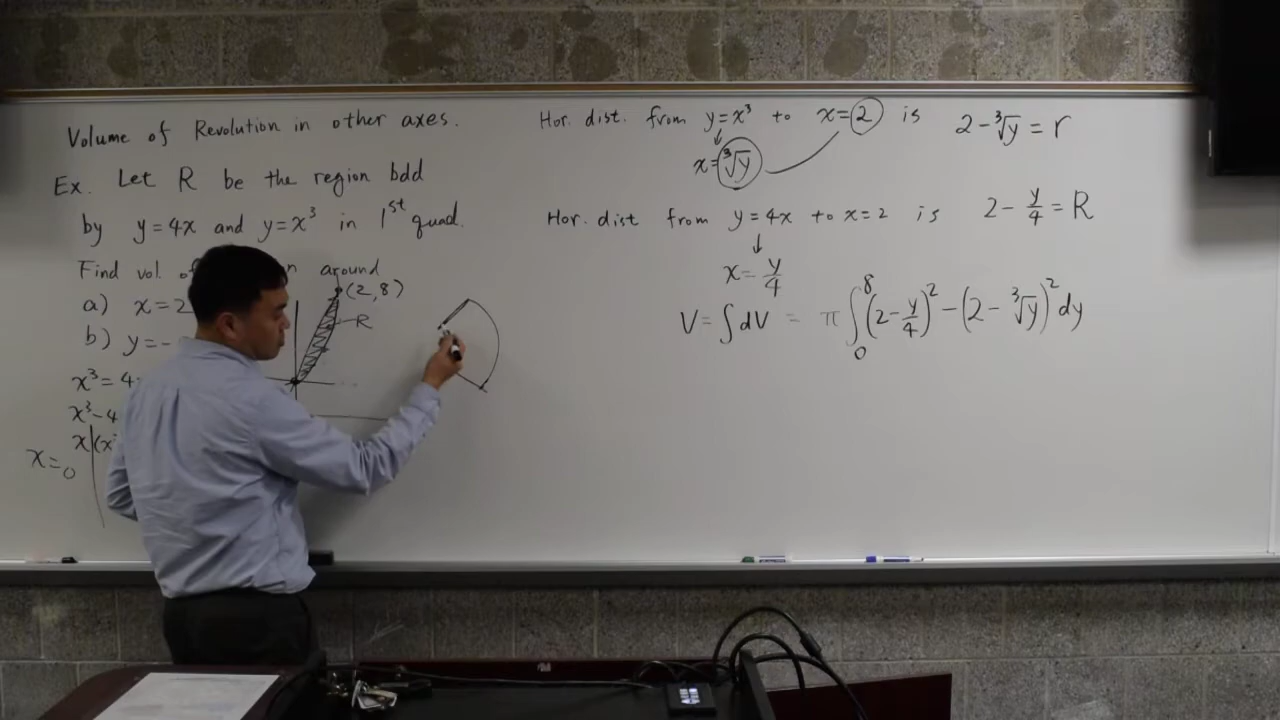 Volume of Revolution in other axes.
Ex. Let R be the region bdd
by y=4x and y=x³ in 1st quad.
Find vol. around
a) x=2
b) y=-
x³=4
x³-4
x (x
x=0
(2,8)
R
Hor. dist. from y=x³ to x=2 is 2-∛y=r
x=∛y
Hor. dist from y=4x to x=2 is 2-y/4=R
x=y/4
V=∫dV = π∫₀⁸(2-y/4)²-(2-∛y)²dy